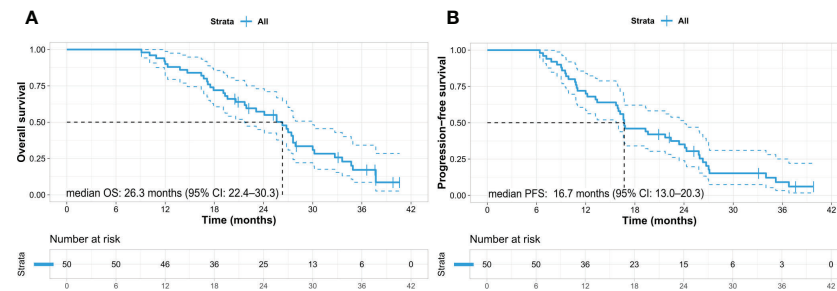 A
Strata All
Overall survival
1.00
0.75
0.50
0.25
0.00
median OS: 26.3 months (95% CI: 22.4–30.3)
0 6 12 18 24 30 36 42
Time (months)
Number at risk
Strata
50 50 46 36 25 13 6 0
0 6 12 18 24 30 36 42
B
Strata All
Progression–free survival
1.00
0.75
0.50
0.25
0.00
median PFS: 16.7 months (95% CI: 13.0–20.3)
0 6 12 18 24 30 36 42
Time (months)
Number at risk
Strata
50 50 36 23 15 6 3 0
0 6 12 18 24 30 36 42